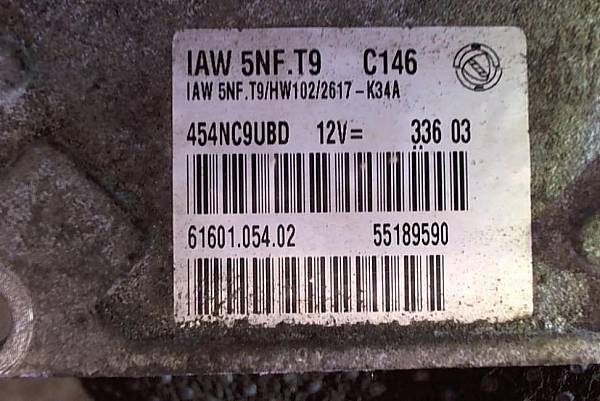 IAW 5NF.T9 C146
IAW 5NF.T9/HW102/2617-K34A
454NC9UBD 12V= 336 03
61601.054.02 55189590